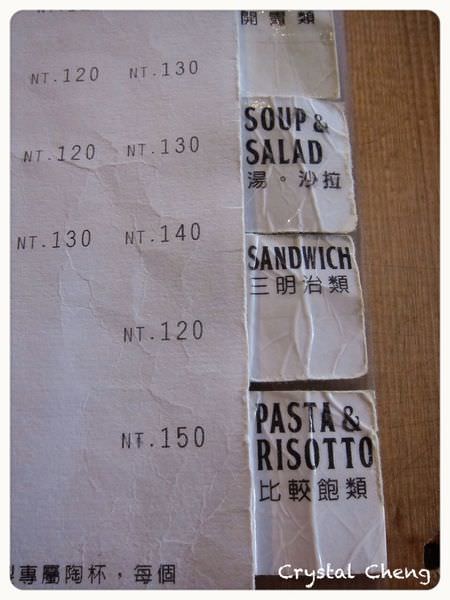 開胃類
NT.120 NT.130
SOUP &
SALAD
湯。沙拉
NT.120 NT.130
NT.130 NT.140
SANDWICH
三明治類
NT.120
PASTA &
RISOTTO
比較飽類
NT.150
專屬陶杯，每個
Crystal Cheng